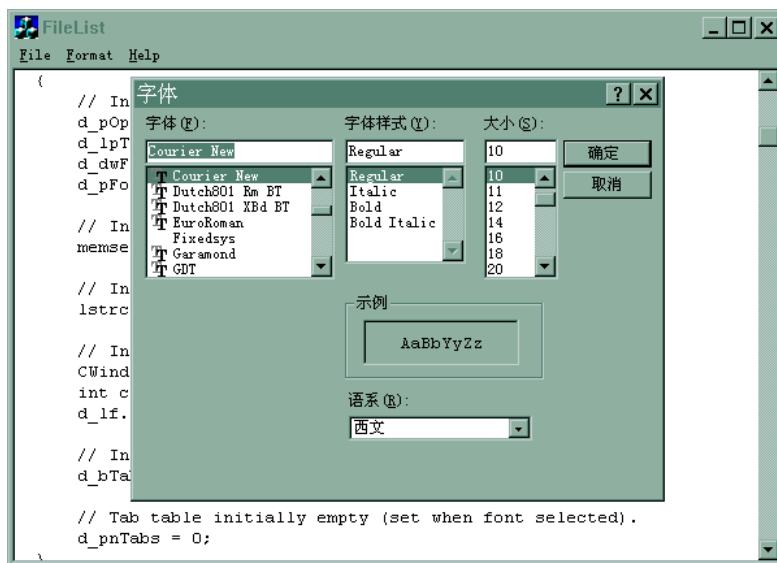 FileList
File Format Help
{
// In
d_pOp
d_lpT
d_dwF
d_pFo
// In
memse
// In
lstrc
// In
CWind
int c
d_lf.
// In
d_bTa
// Tab table initially empty (set when font selected).
d_pnTabs = 0;
字体
字体(F):
Courier New
Courier New
Dutch801 Rm BT
Dutch801 XBd BT
EuroRoman
Fixedsys
Garamond
GDT
字体样式(Y):
Regular
Regular
Italic
Bold
Bold Italic
大小(S):
10
10
11
12
14
16
18
20
确定
取消
示例
AaBbYyZz
语系(R):
西文